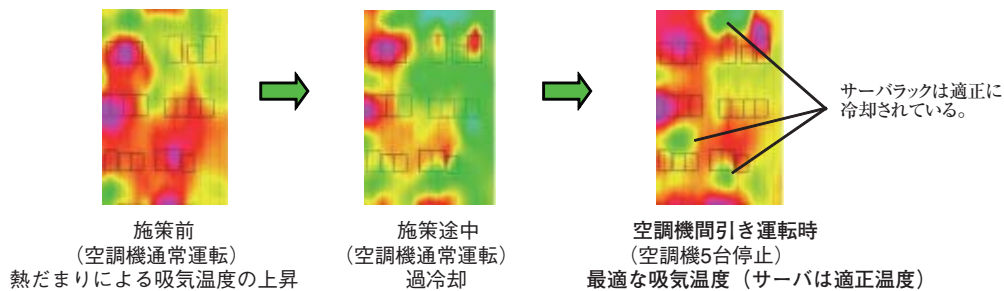 サーバラックは適正に
冷却されている。
施策前
（空調機通常運転）
熱だまりによる吸気温度の上昇
施策途中
（空調機通常運転）
過冷却
空調機間引き運転時
（空調機5台停止）
最適な吸気温度（サーバは適正温度）